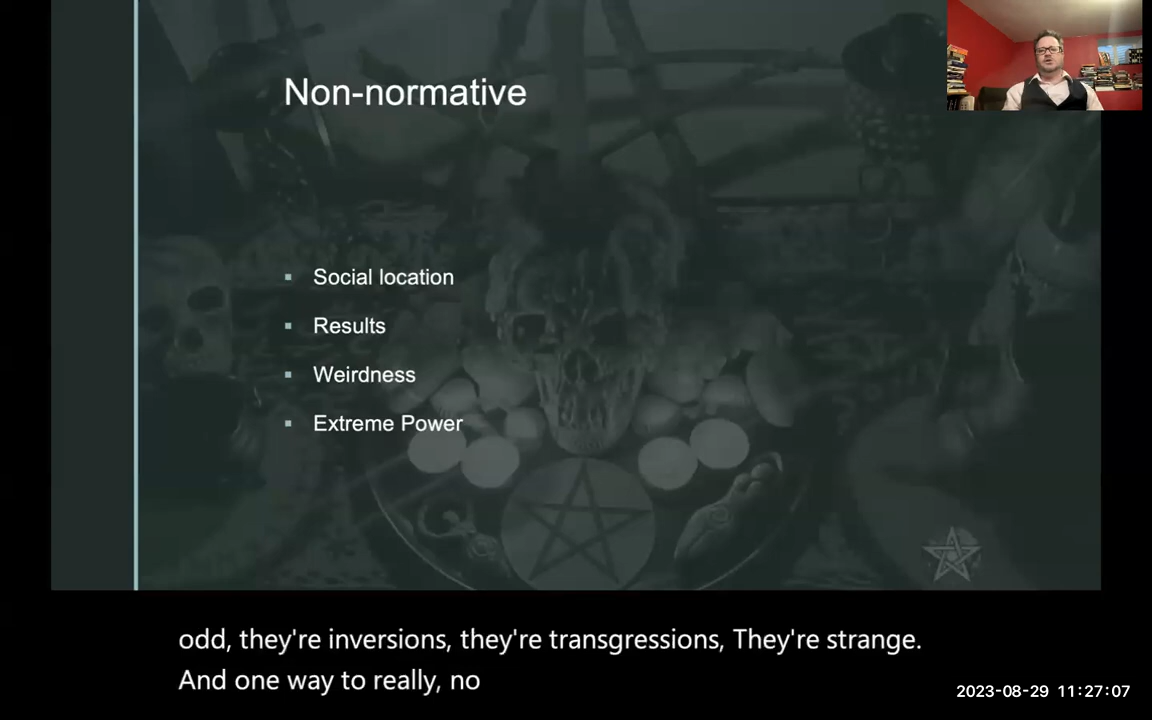 Non-normative
Social location
Results
Weirdness
Extreme Power
odd, they're inversions, they're transgressions, They're strange.
And one way to really, no
2023-08-29 11:27:07